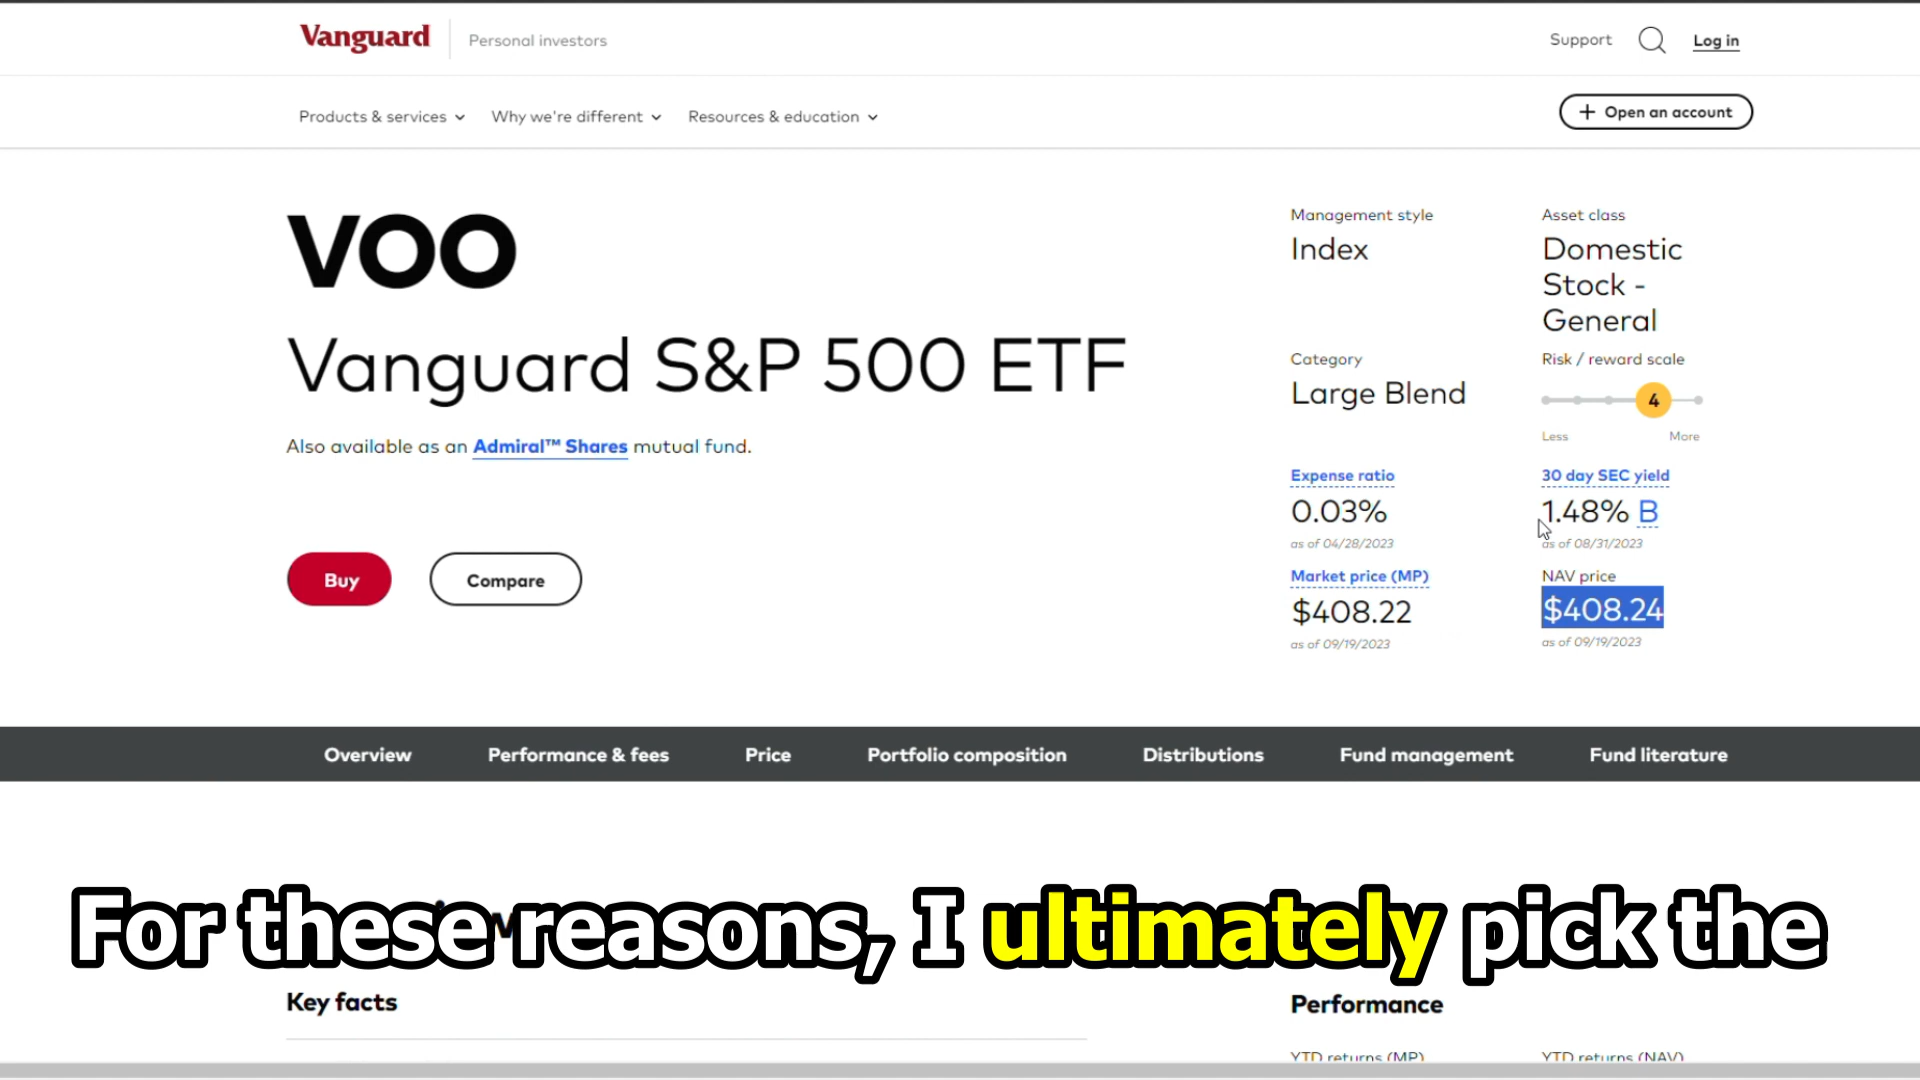 Vanguard
Personal investors
Support
Log in
Products & services
Why we're different
Resources & education
+ Open an account
VOO
Vanguard S&P 500 ETF
Also available as an Admiral™ Shares mutual fund.
Buy
Compare
Management style
Index
Asset class
Domestic
Stock -
General
Category
Large Blend
Risk / reward scale
4
Less
More
Expense ratio
0.03%
as of 04/28/2023
30 day SEC yield
1.48% B
as of 08/31/2023
Market price (MP)
$408.22
as of 09/19/2023
NAV price
$408.24
as of 09/19/2023
Overview
Performance & fees
Price
Portfolio composition
Distributions
Fund management
Fund literature
For these reasons, I ultimately pick the
Key facts
Performance
YTD returns (MP)
YTD returns (NAV)